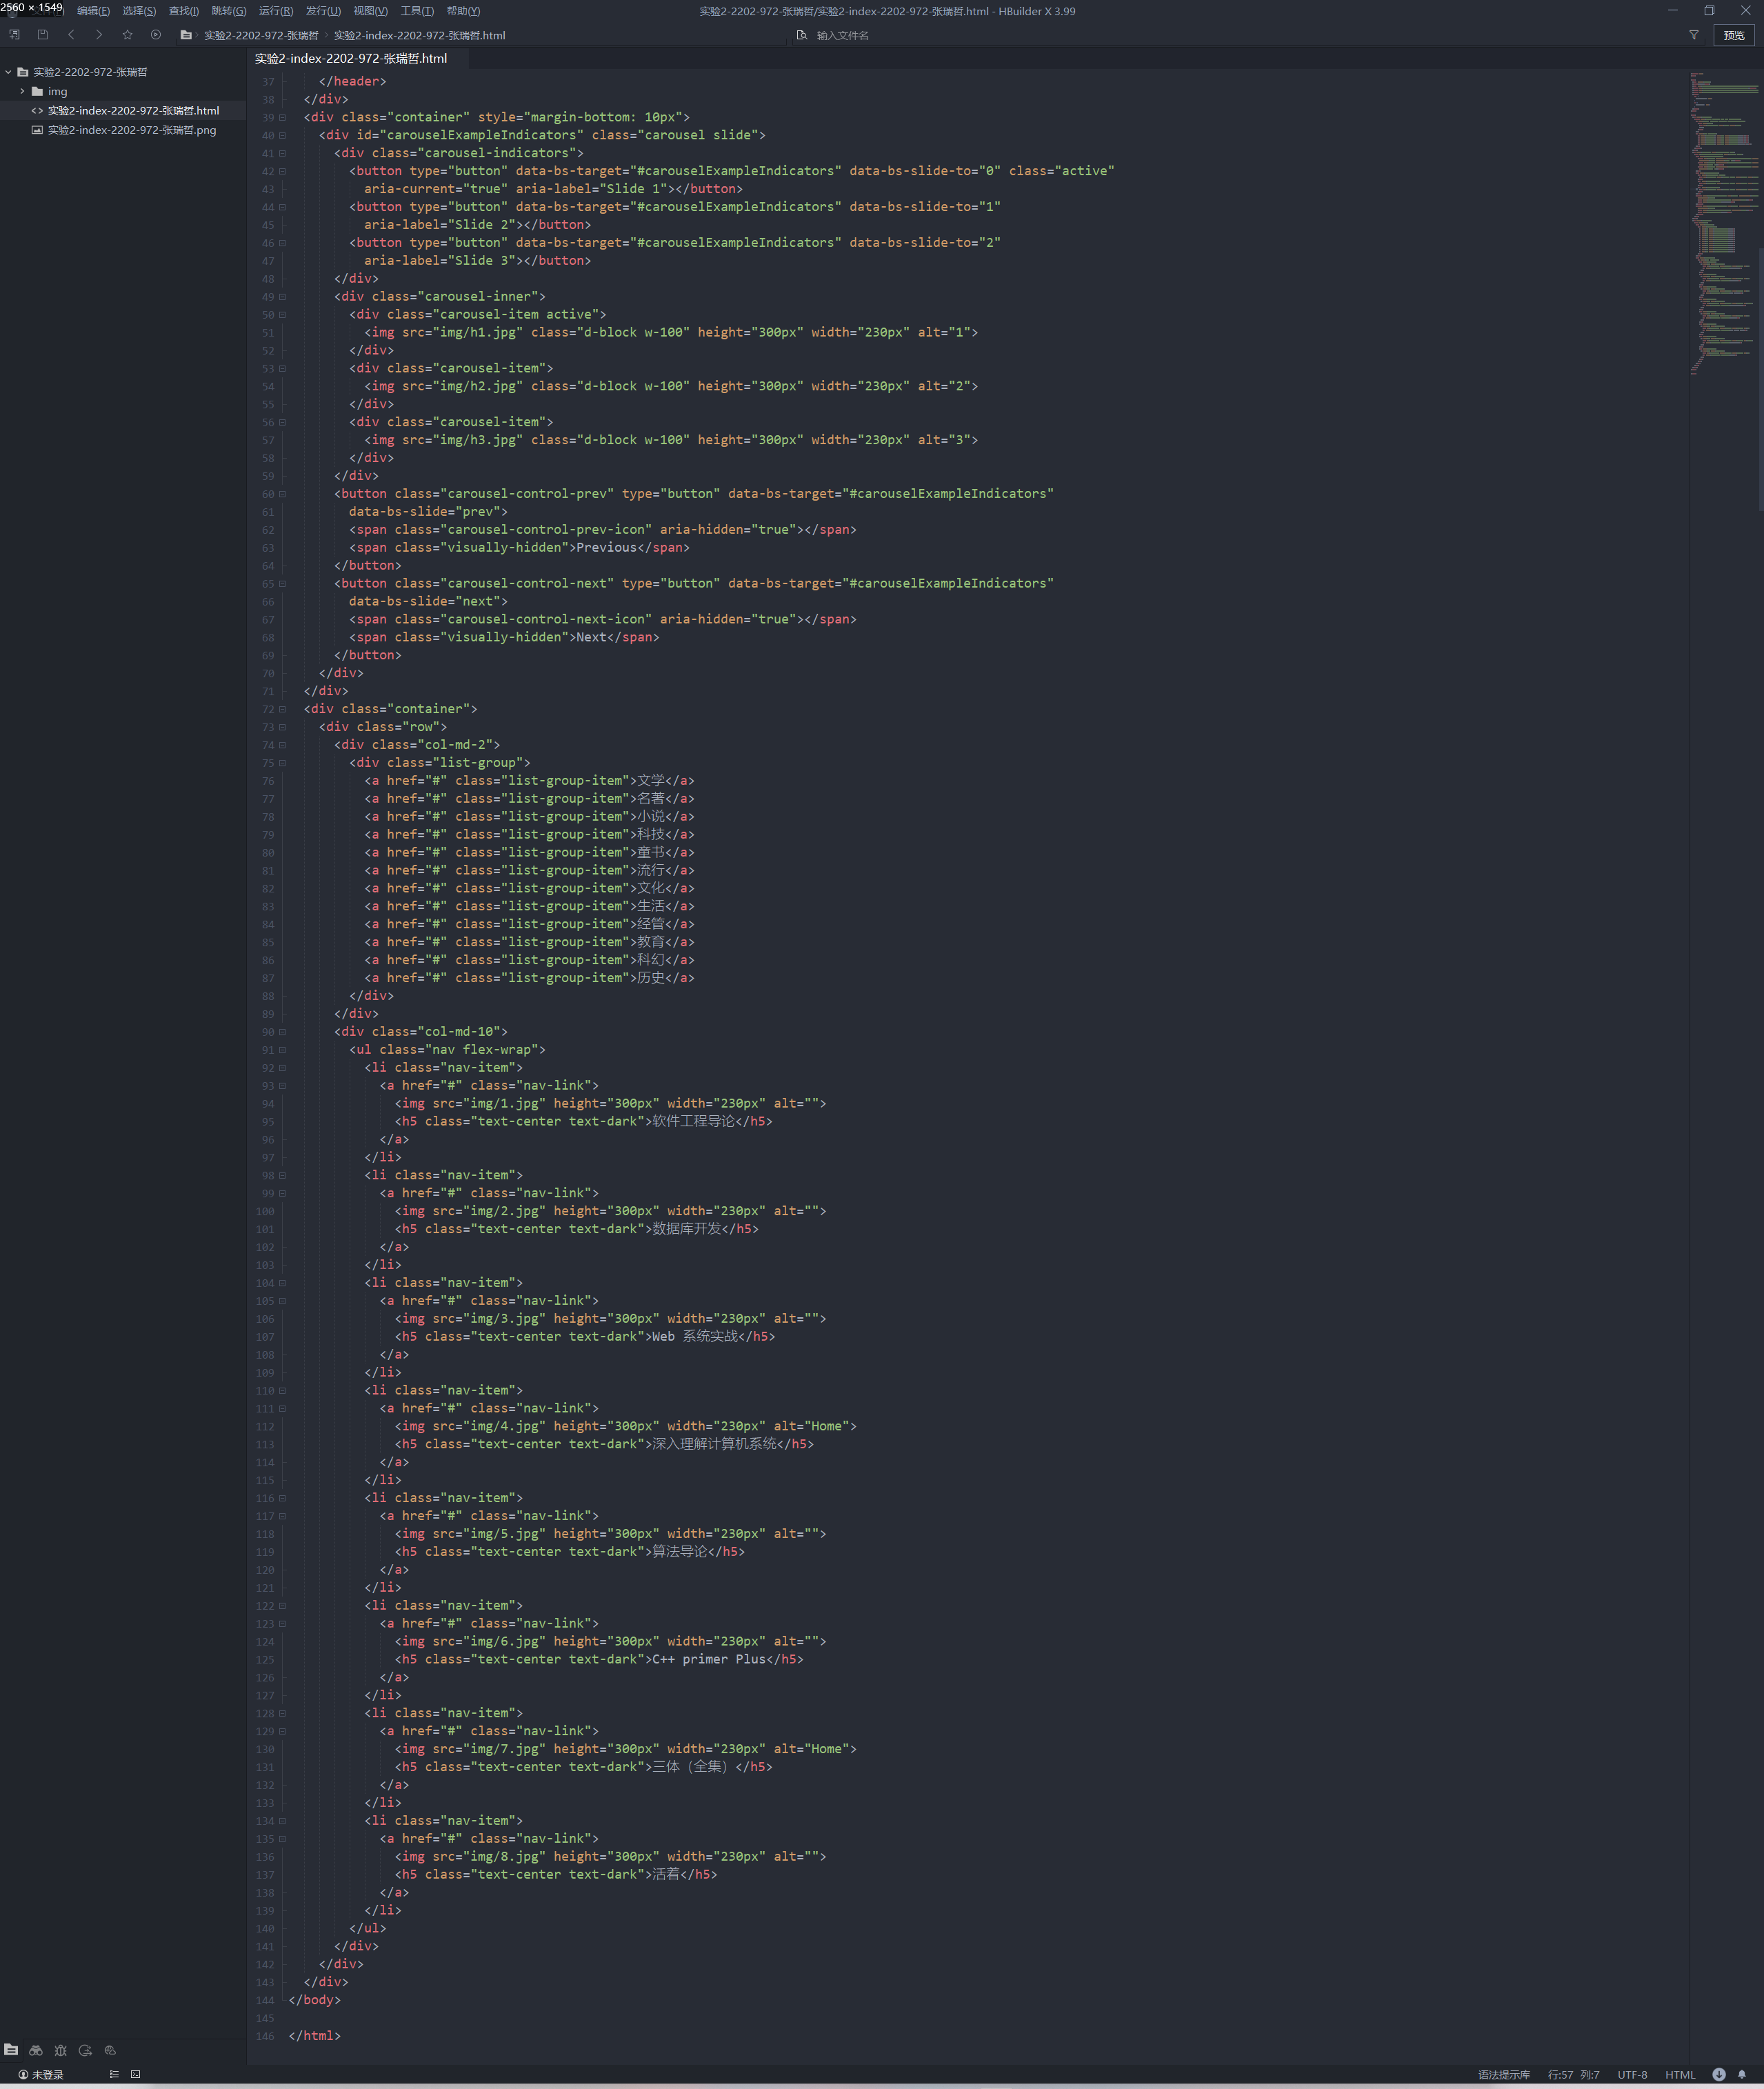 2560 × 1549
编辑(E) 选择(S) 查找(I) 跳转(G) 运行(R) 发行(U) 视图(V) 工具(T) 帮助(Y)
实验2-2202-972-张瑞哲/实验2-index-2202-972-张瑞哲.html - HBuilder X 3.99
实验2-2202-972-张瑞哲 实验2-index-2202-972-张瑞哲.html
输入文件名
预览
实验2-2202-972-张瑞哲
img
实验2-index-2202-972-张瑞哲.html
实验2-index-2202-972-张瑞哲.png
实验2-index-2202-972-张瑞哲.html
37 </header>
38 </div>
39 <div class="container" style="margin-bottom: 10px">
40 <div id="carouselExampleIndicators" class="carousel slide">
41 <div class="carousel-indicators">
42 <button type="button" data-bs-target="#carouselExampleIndicators" data-bs-slide-to="0" class="active"
43 aria-current="true" aria-label="Slide 1"></button>
44 <button type="button" data-bs-target="#carouselExampleIndicators" data-bs-slide-to="1"
45 aria-label="Slide 2"></button>
46 <button type="button" data-bs-target="#carouselExampleIndicators" data-bs-slide-to="2"
47 aria-label="Slide 3"></button>
48 </div>
49 <div class="carousel-inner">
50 <div class="carousel-item active">
51 <img src="img/h1.jpg" class="d-block w-100" height="300px" width="230px" alt="1">
52 </div>
53 <div class="carousel-item">
54 <img src="img/h2.jpg" class="d-block w-100" height="300px" width="230px" alt="2">
55 </div>
56 <div class="carousel-item">
57 <img src="img/h3.jpg" class="d-block w-100" height="300px" width="230px" alt="3">
58 </div>
59 </div>
60 <button class="carousel-control-prev" type="button" data-bs-target="#carouselExampleIndicators"
61 data-bs-slide="prev">
62 <span class="carousel-control-prev-icon" aria-hidden="true"></span>
63 <span class="visually-hidden">Previous</span>
64 </button>
65 <button class="carousel-control-next" type="button" data-bs-target="#carouselExampleIndicators"
66 data-bs-slide="next">
67 <span class="carousel-control-next-icon" aria-hidden="true"></span>
68 <span class="visually-hidden">Next</span>
69 </button>
70 </div>
71 </div>
72 <div class="container">
73 <div class="row">
74 <div class="col-md-2">
75 <div class="list-group">
76 <a href="#" class="list-group-item">文学</a>
77 <a href="#" class="list-group-item">名著</a>
78 <a href="#" class="list-group-item">小说</a>
79 <a href="#" class="list-group-item">科技</a>
80 <a href="#" class="list-group-item">童书</a>
81 <a href="#" class="list-group-item">流行</a>
82 <a href="#" class="list-group-item">文化</a>
83 <a href="#" class="list-group-item">生活</a>
84 <a href="#" class="list-group-item">经管</a>
85 <a href="#" class="list-group-item">教育</a>
86 <a href="#" class="list-group-item">科幻</a>
87 <a href="#" class="list-group-item">历史</a>
88 </div>
89 </div>
90 <div class="col-md-10">
91 <ul class="nav flex-wrap">
92 <li class="nav-item">
93 <a href="#" class="nav-link">
94 <img src="img/1.jpg" height="300px" width="230px" alt="">
95 <h5 class="text-center text-dark">软件工程导论</h5>
96 </a>
97 </li>
98 <li class="nav-item">
99 <a href="#" class="nav-link">
100 <img src="img/2.jpg" height="300px" width="230px" alt="">
101 <h5 class="text-center text-dark">数据库开发</h5>
102 </a>
103 </li>
104 <li class="nav-item">
105 <a href="#" class="nav-link">
106 <img src="img/3.jpg" height="300px" width="230px" alt="">
107 <h5 class="text-center text-dark">Web 系统实战</h5>
108 </a>
109 </li>
110 <li class="nav-item">
111 <a href="#" class="nav-link">
112 <img src="img/4.jpg" height="300px" width="230px" alt="Home">
113 <h5 class="text-center text-dark">深入理解计算机系统</h5>
114 </a>
115 </li>
116 <li class="nav-item">
117 <a href="#" class="nav-link">
118 <img src="img/5.jpg" height="300px" width="230px" alt="">
119 <h5 class="text-center text-dark">算法导论</h5>
120 </a>
121 </li>
122 <li class="nav-item">
123 <a href="#" class="nav-link">
124 <img src="img/6.jpg" height="300px" width="230px" alt="">
125 <h5 class="text-center text-dark">C++ primer Plus</h5>
126 </a>
127 </li>
128 <li class="nav-item">
129 <a href="#" class="nav-link">
130 <img src="img/7.jpg" height="300px" width="230px" alt="Home">
131 <h5 class="text-center text-dark">三体（全集）</h5>
132 </a>
133 </li>
134 <li class="nav-item">
135 <a href="#" class="nav-link">
136 <img src="img/8.jpg" height="300px" width="230px" alt="">
137 <h5 class="text-center text-dark">活着</h5>
138 </a>
139 </li>
140 </ul>
141 </div>
142 </div>
143 </div>
144 </body>
145
146 </html>
未登录
语法提示库 行:57 列:7 UTF-8 HTML